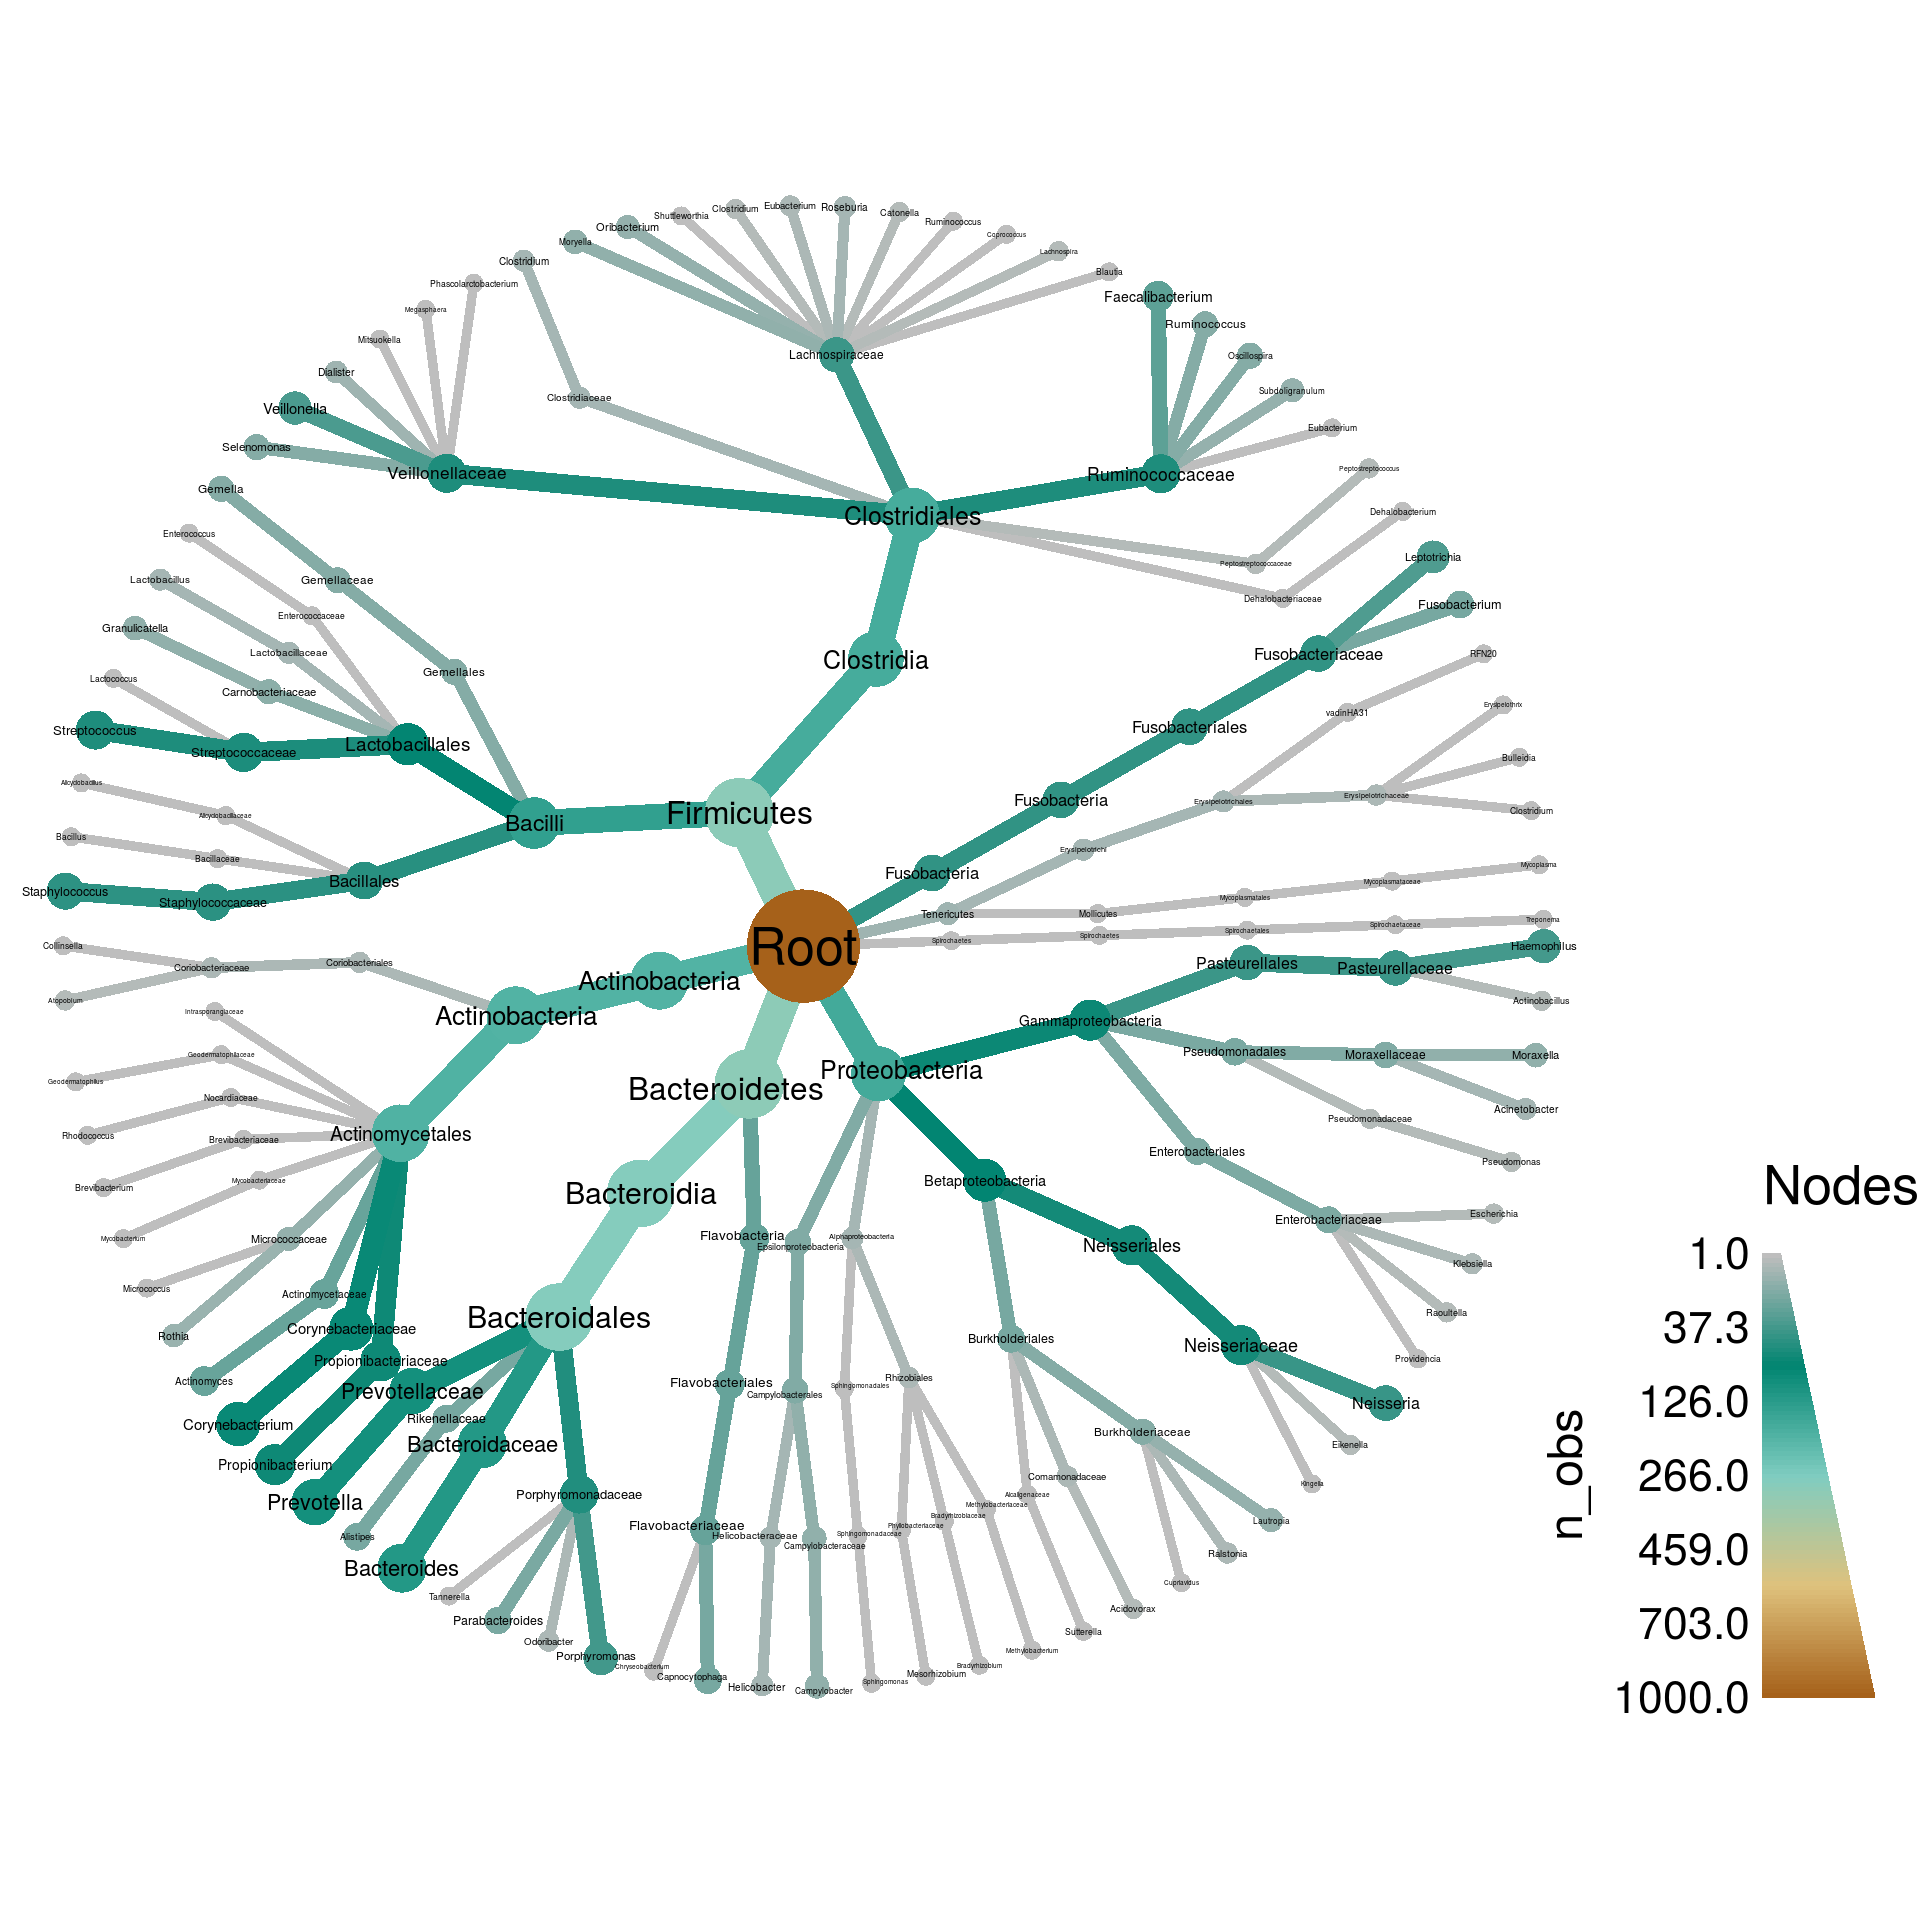 Shuttleworthia
Clostridium
Eubacterium
Roseburia
Catonella
Ruminococcus
Coprococcus
Lachnospira
Blautia
Oribacterium
Moryella
Clostridium
Phascolarctobacterium
Megasphaera
Mitsuokella
Dialister
Veillonella
Selenomonas
Clostridiaceae
Lachnospiraceae
Faecalibacterium
Ruminococcus
Oscillospira
Subdoligranulum
Eubacterium
Veillonellaceae
Ruminococcaceae
Peptostreptococcus
Dehalobacterium
Clostridiales
Peptostreptococcaceae
Dehalobacteriaceae
Gemella
Enterococcus
Lactobacillus
Gemellaceae
Granulicatella
Enterococcaceae
Lactobacillaceae
Lactococcus
Carnobacteriaceae
Gemellales
Clostridia
Leptotrichia
Fusobacterium
Fusobacteriaceae
RFN20
Streptococcus
Streptococcaceae
Lactobacillales
Fusobacteriales
vadinHA31
Erysipelothrix
Bulleidia
Alicyclobacillus
Alicyclobacillaceae
Firmicutes
Bacilli
Fusobacteria
Erysipelotrichales
Erysipelotrichaceae
Clostridium
Bacillus
Bacillaceae
Bacillales
Erysipelotrichi
Fusobacteria
Mycoplasma
Mycoplasmataceae
Mycoplasmatales
Staphylococcus
Staphylococcaceae
Tenericutes
Mollicutes
Treponema
Spirochaetaceae
Spirochaetales
Spirochaetes
Spirochaetes
Root
Collinsella
Coriobacteriaceae
Coriobacteriales
Atopobium
Actinobacteria
Actinobacteria
Pasteurellales
Pasteurellaceae
Haemophilus
Actinobacillus
Intrasporangiaceae
Geodermatophilaceae
Geodermatophilus
Nocardiaceae
Rhodococcus
Brevibacteriaceae
Actinomycetales
Brevibacterium
Mycobacteriaceae
Mycobacterium
Micrococcaceae
Micrococcus
Actinomycetaceae
Rothia
Actinomyces
Corynebacteriaceae
Propionibacteriaceae
Corynebacterium
Propionibacterium
Gammaproteobacteria
Pseudomonadales
Moraxellaceae
Moraxella
Proteobacteria
Bacteroidetes
Acinetobacter
Pseudomonadaceae
Enterobacteriales
Pseudomonas
Betaproteobacteria
Bacteroidia
Enterobacteriaceae
Escherichia
Klebsiella
Raoultella
Providencia
Flavobacteria
Epsilonproteobacteria
Alphaproteobacteria
Neisseriales
Bacteroidales
Burkholderiales
Neisseriaceae
Neisseria
Eikenella
Kingella
Prevotellaceae
Rikenellaceae
Bacteroidaceae
Flavobacteriales
Campylobacterales
Sphingomonadales
Rhizobiales
Burkholderiaceae
Comamonadaceae
Prevotella
Alistipes
Bacteroides
Porphyromonadaceae
Alcaligenaceae
Methylobacteriaceae
Bradyrhizobiaceae
Phyllobacteriaceae
Sphingomonadaceae
Flavobacteriaceae
Helicobacteraceae
Campylobacteraceae
Lautropia
Ralstonia
Cupriavidus
Acidovorax
Sutterella
Tannerella
Parabacteroides
Odoribacter
Porphyromonas
Chryseobacterium
Capnocytophaga
Helicobacter
Campylobacter
Sphingomonas
Mesorhizobium
Bradyrhizobium
Methylobacterium
Nodes
n_obs
1.0
37.3
126.0
266.0
459.0
703.0
1000.0